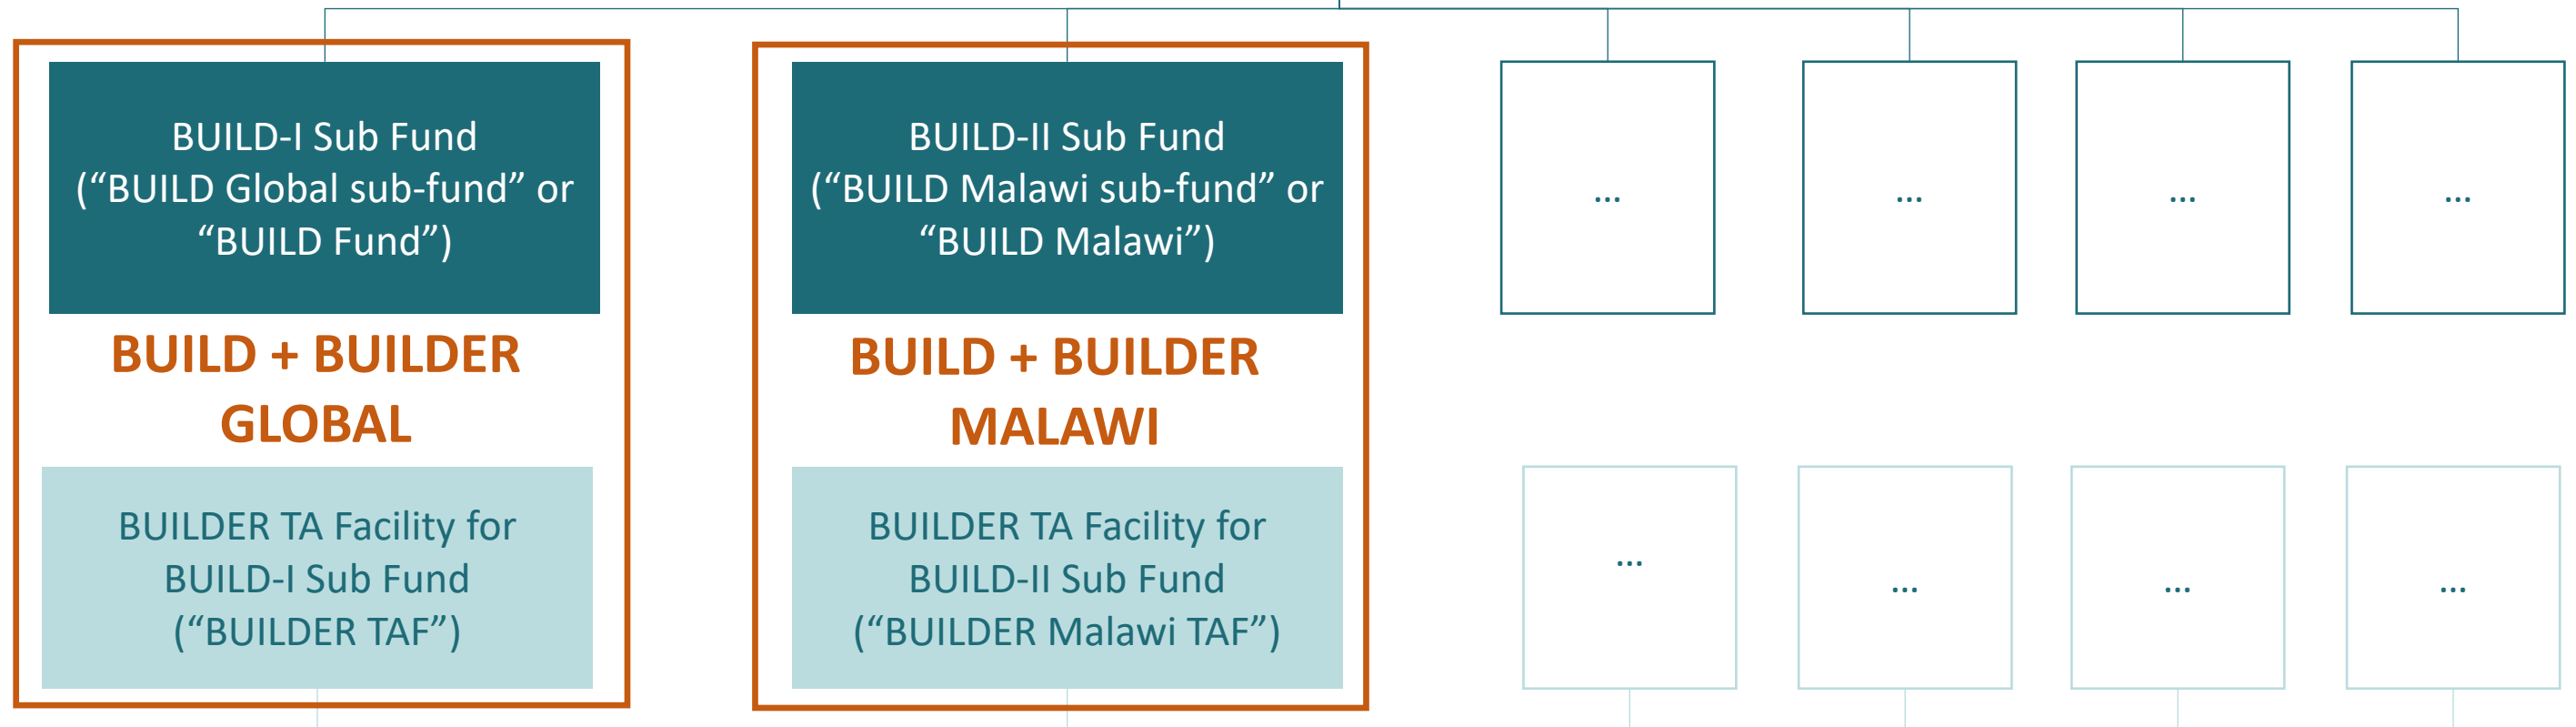 BUILD-I Sub Fund
(“BUILD Global sub-fund” or
“BUILD Fund”)
BUILD + BUILDER
GLOBAL
BUILDER TA Facility for
BUILD-I Sub Fund
(“BUILDER TAF”)
BUILD-II Sub Fund
(“BUILD Malawi sub-fund” or
“BUILD Malawi”)
BUILD + BUILDER
MALAWI
BUILDER TA Facility for
BUILD-II Sub Fund
(“BUILDER Malawi TAF”)
...
...
...
...
...
...
...
...